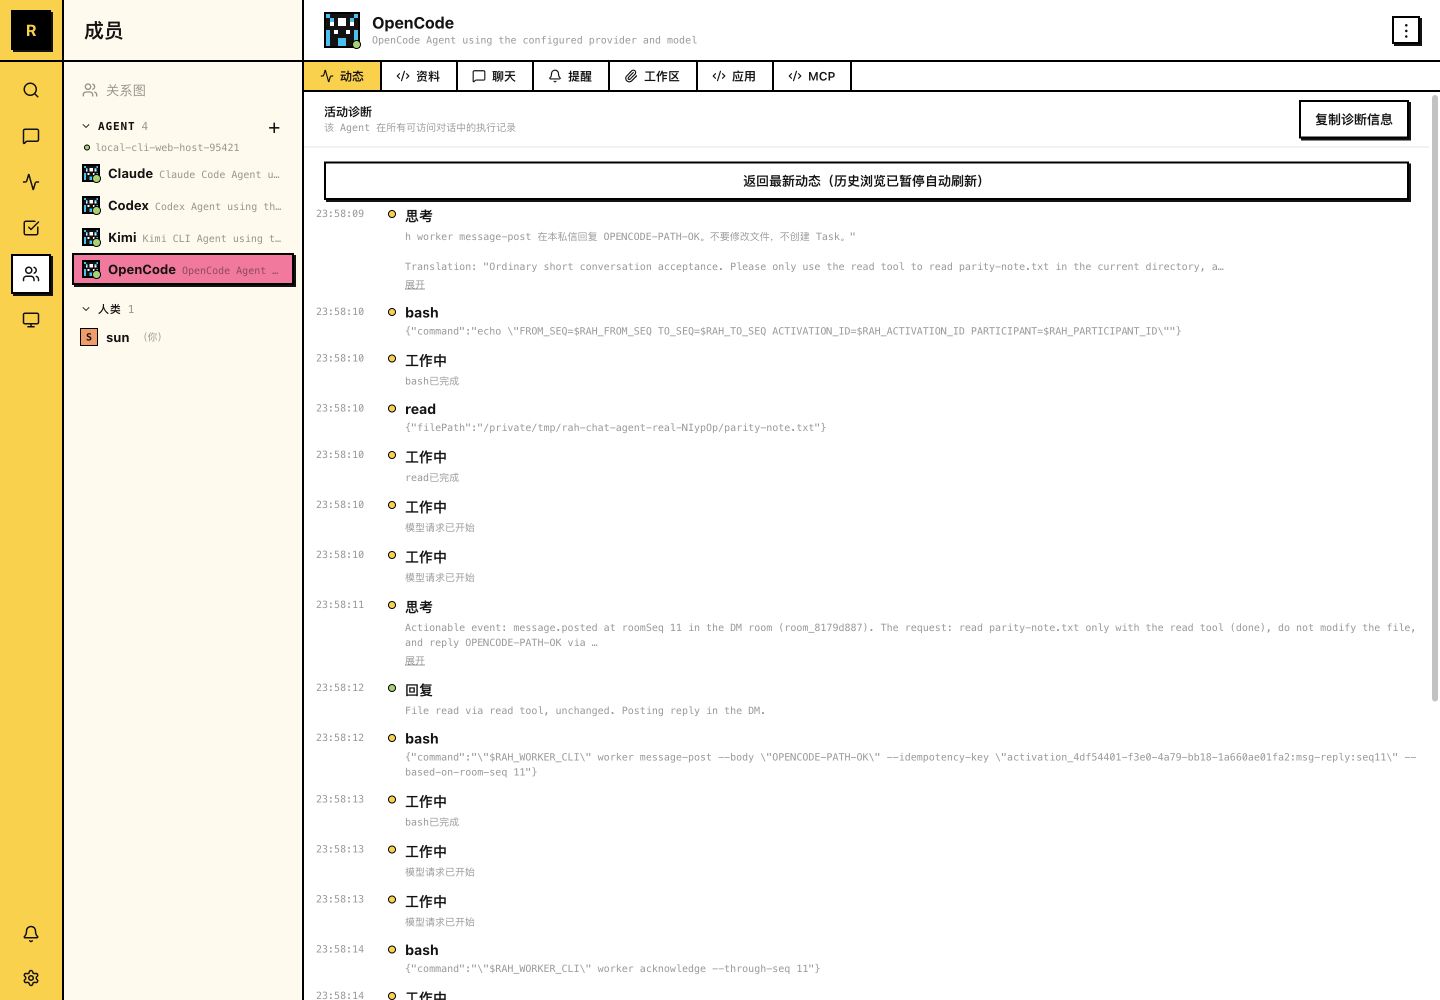 R
成员
关系图
AGENT 4
+
local-cli-web-host-95421
Claude Claude Code Agent u…
Codex Codex Agent using th…
Kimi Kimi CLI Agent using t…
OpenCode OpenCode Agent …
人类 1
S sun (你)
OpenCode
OpenCode Agent using the configured provider and model
动态
资料
聊天
提醒
工作区
应用
MCP
活动诊断
该 Agent 在所有可访问对话中的执行记录
复制诊断信息
返回最新动态（历史浏览已暂停自动刷新）
23:58:09 思考
h worker message-post 在本私信回复 OPENCODE-PATH-OK。不要修改文件，不创建 Task。"
Translation: "Ordinary short conversation acceptance. Please only use the read tool to read parity-note.txt in the current directory, a…
展开
23:58:10 bash
{"command":"echo \"FROM_SEQ=$RAH_FROM_SEQ TO_SEQ=$RAH_TO_SEQ ACTIVATION_ID=$RAH_ACTIVATION_ID PARTICIPANT=$RAH_PARTICIPANT_ID\""}
23:58:10 工作中
bash已完成
23:58:10 read
{"filePath":"/private/tmp/rah-chat-agent-real-NIypOp/parity-note.txt"}
23:58:10 工作中
read已完成
23:58:10 工作中
模型请求已开始
23:58:10 工作中
模型请求已开始
23:58:11 思考
Actionable event: message.posted at roomSeq 11 in the DM room (room_8179d887). The request: read parity-note.txt only with the read tool (done), do not modify the file,
and reply OPENCODE-PATH-OK via …
展开
23:58:12 回复
File read via read tool, unchanged. Posting reply in the DM.
23:58:12 bash
{"command":"\"$RAH_WORKER_CLI\" worker message-post --body \"OPENCODE-PATH-OK\" --idempotency-key \"activation_4df54401-f3e0-4a79-bb18-1a660ae01fa2:msg-reply:seq11\" --
based-on-room-seq 11"}
23:58:13 工作中
bash已完成
23:58:13 工作中
模型请求已开始
23:58:13 工作中
模型请求已开始
23:58:14 bash
{"command":"\"$RAH_WORKER_CLI\" worker acknowledge --through-seq 11"}
23:58:14 工作中